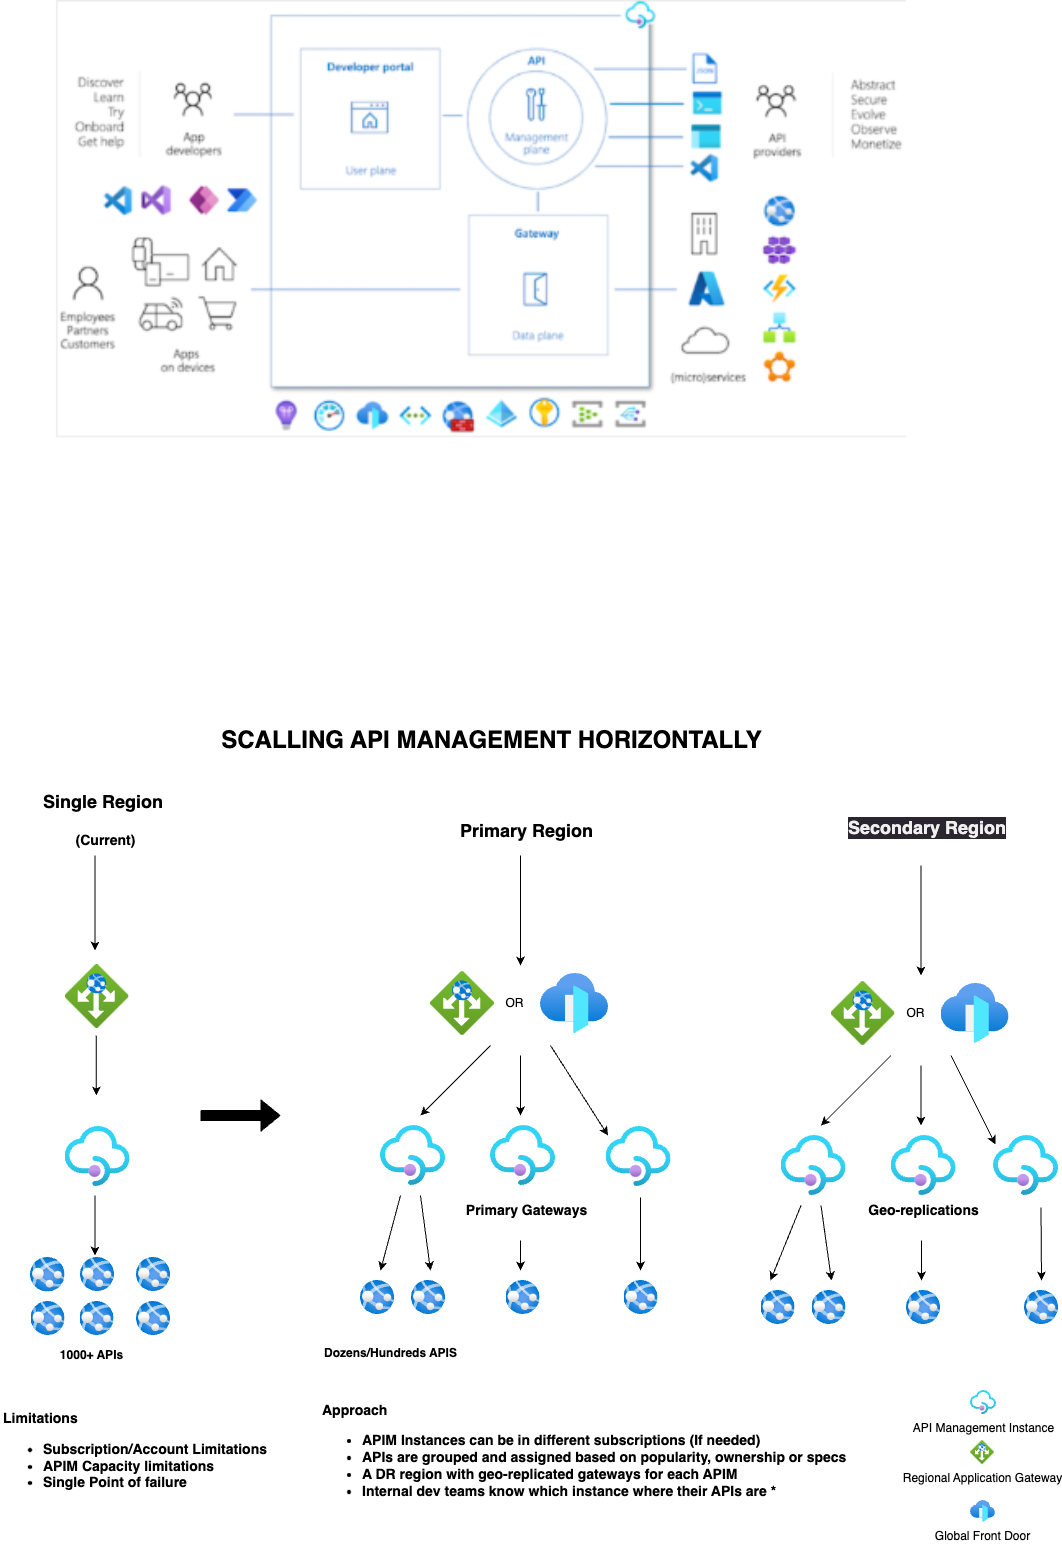 Discover
Learn
Try
Onboard
Get help
App
developers
Developer portal
User plane
API
Management
plane
JSON
API
providers
Abstract
Secure
Evolve
Observe
Monetize
Employees
Partners
Customers
Apps
on devices
Gateway
Data plane
(micro)services
SCALLING API MANAGEMENT HORIZONTALLY
Single Region
(Current)
1000+ APIs
Primary Region
OR
Primary Gateways
Dozens/Hundreds APIS
Secondary Region
OR
Geo-replications
Limitations
• Subscription/Account Limitations
• APIM Capacity limitations
• Single Point of failure
Approach
• APIM Instances can be in different subscriptions (If needed)
• APIs are grouped and assigned based on popularity, ownership or specs
• A DR region with geo-replicated gateways for each APIM
• Internal dev teams know which instance where their APIs are *
API Management Instance
Regional Application Gateway
Global Front Door